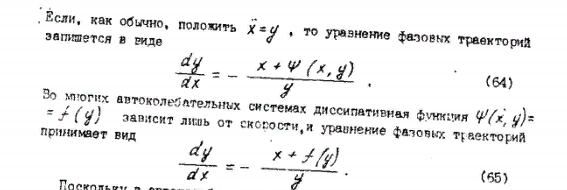 Если, как обычно, положить ẋ = y , то уравнение фазовых траекторий
запишется в виде
dy/dx = - x + Ψ(x, y)/y . (64)
Во многих автоколебательных системах диссипативная функция Ψ(x, y)=
= f(y) зависит лишь от скорости, и уравнение фазовых траекторий
принимает вид
dy/dx = - x + f(y)/y . (65)
Поскольку в